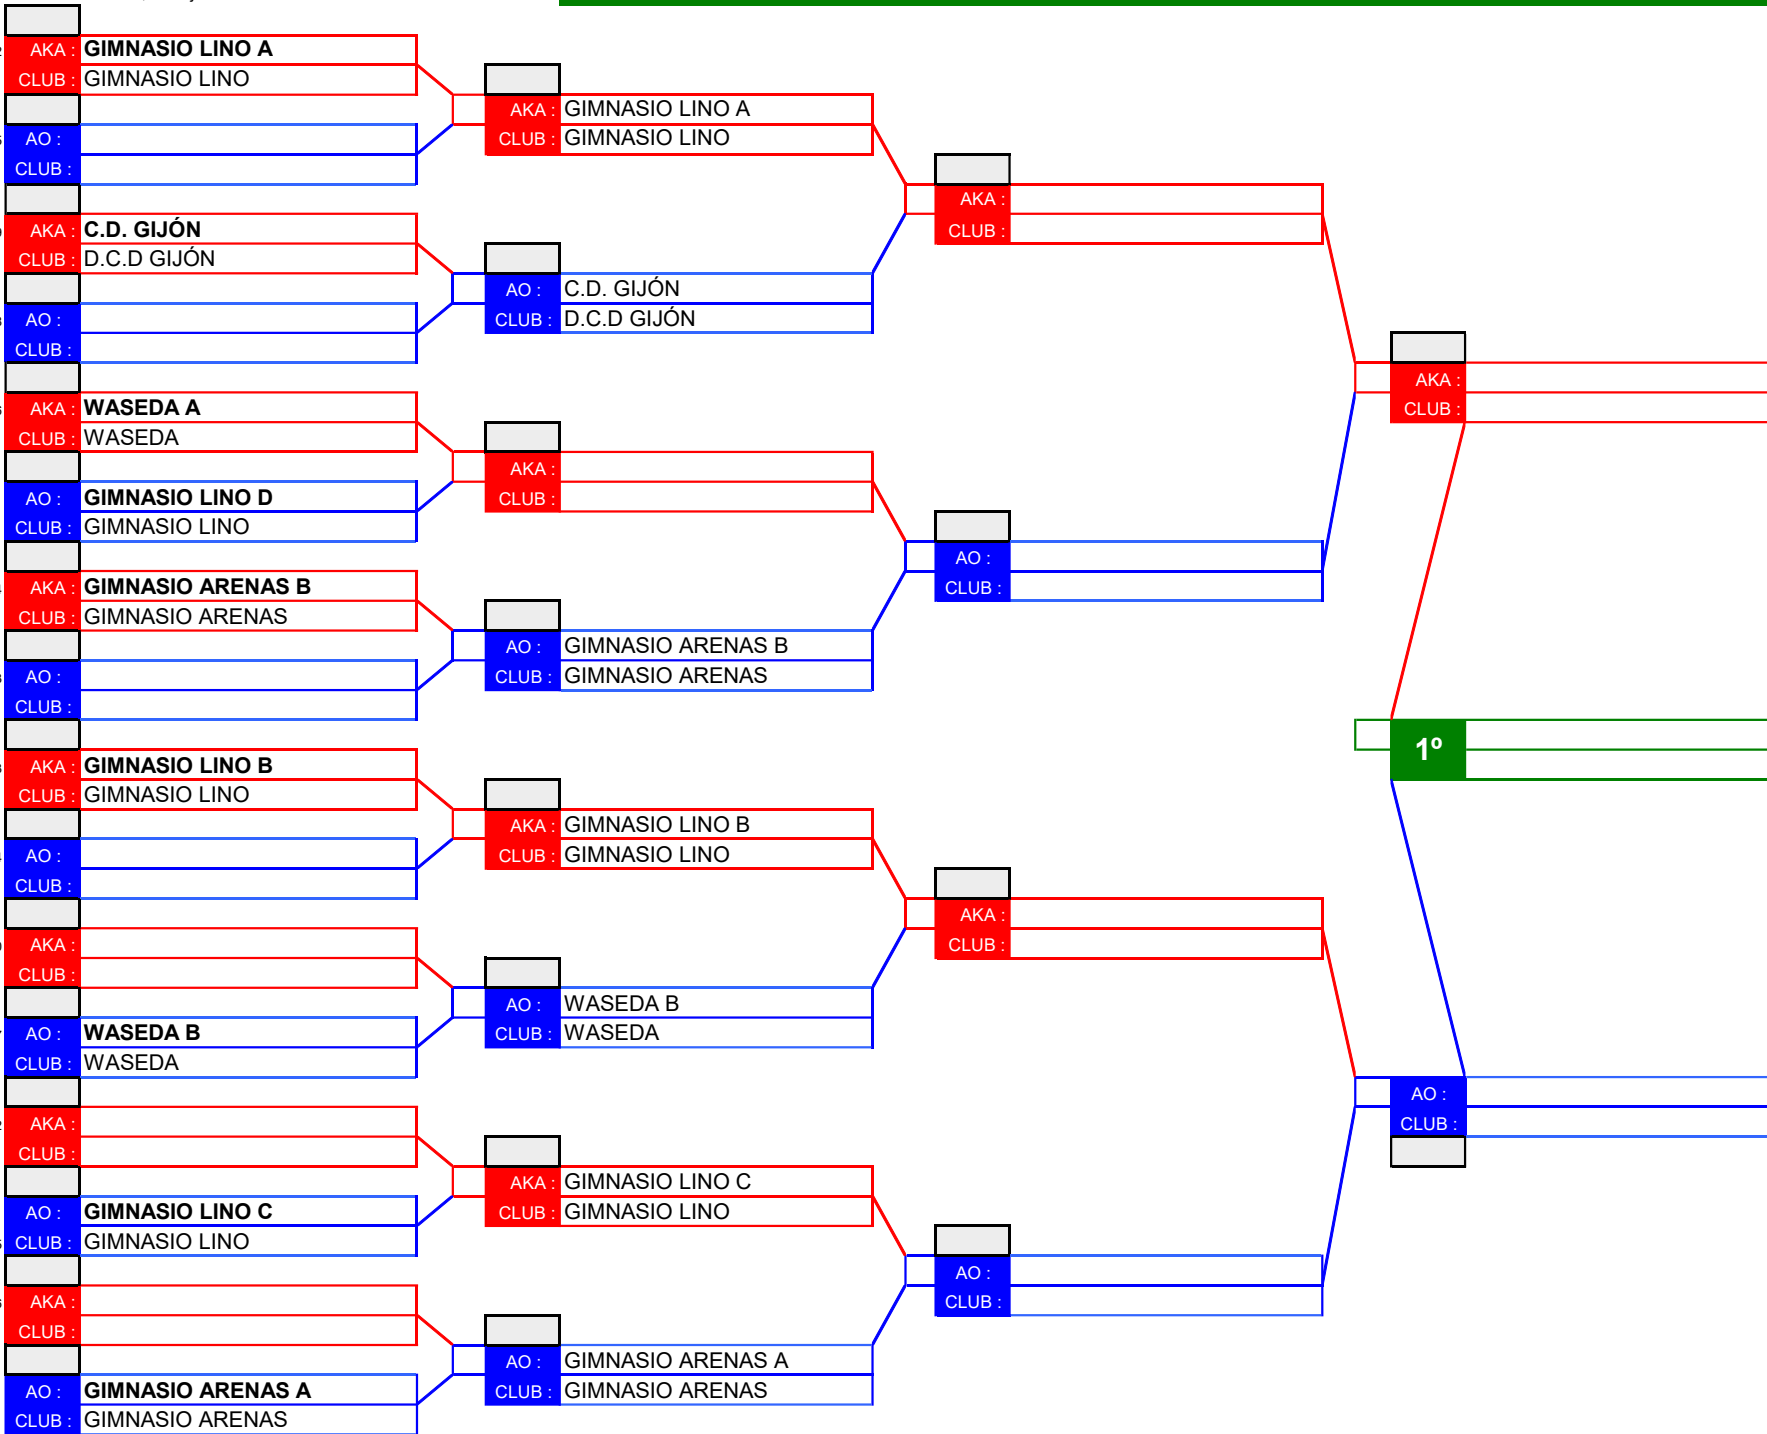 AKA : GIMNASIO LINO A
CLUB : GIMNASIO LINO
AO :
CLUB :
AKA : C.D. GIJÓN
CLUB : D.C.D GIJÓN
AO :
CLUB :
AKA : WASEDA A
CLUB : WASEDA
AO : GIMNASIO LINO D
CLUB : GIMNASIO LINO
AKA : GIMNASIO ARENAS B
CLUB : GIMNASIO ARENAS
AO :
CLUB :
AKA : GIMNASIO LINO B
CLUB : GIMNASIO LINO
AO :
CLUB :
AKA :
CLUB :
AO : WASEDA B
CLUB : WASEDA
AKA :
CLUB :
AO : GIMNASIO LINO C
CLUB : GIMNASIO LINO
AKA :
CLUB :
AO : GIMNASIO ARENAS A
CLUB : GIMNASIO ARENAS
AKA : GIMNASIO LINO A
CLUB : GIMNASIO LINO
AO : C.D. GIJÓN
CLUB : D.C.D GIJÓN
AKA :
CLUB :
AO : GIMNASIO ARENAS B
CLUB : GIMNASIO ARENAS
AKA : GIMNASIO LINO B
CLUB : GIMNASIO LINO
AO : WASEDA B
CLUB : WASEDA
AKA : GIMNASIO LINO C
CLUB : GIMNASIO LINO
AO : GIMNASIO ARENAS A
CLUB : GIMNASIO ARENAS
AKA :
CLUB :
AO :
CLUB :
AKA :
CLUB :
AO :
CLUB :
AKA :
CLUB :
1º
AO :
CLUB :